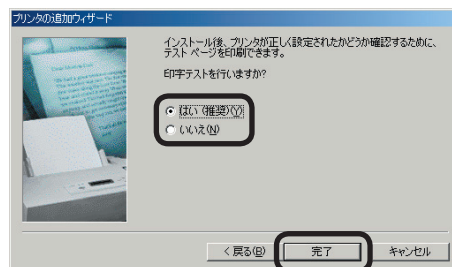 プリンタの追加ウィザード
インストール後、プリンタが正しく設定されたかどうか確認するために、
テスト ページを印刷できます。
印字テストを行いますか?
はい (推奨)(Y)
いいえ(N)
< 戻る(B)
完了
キャンセル